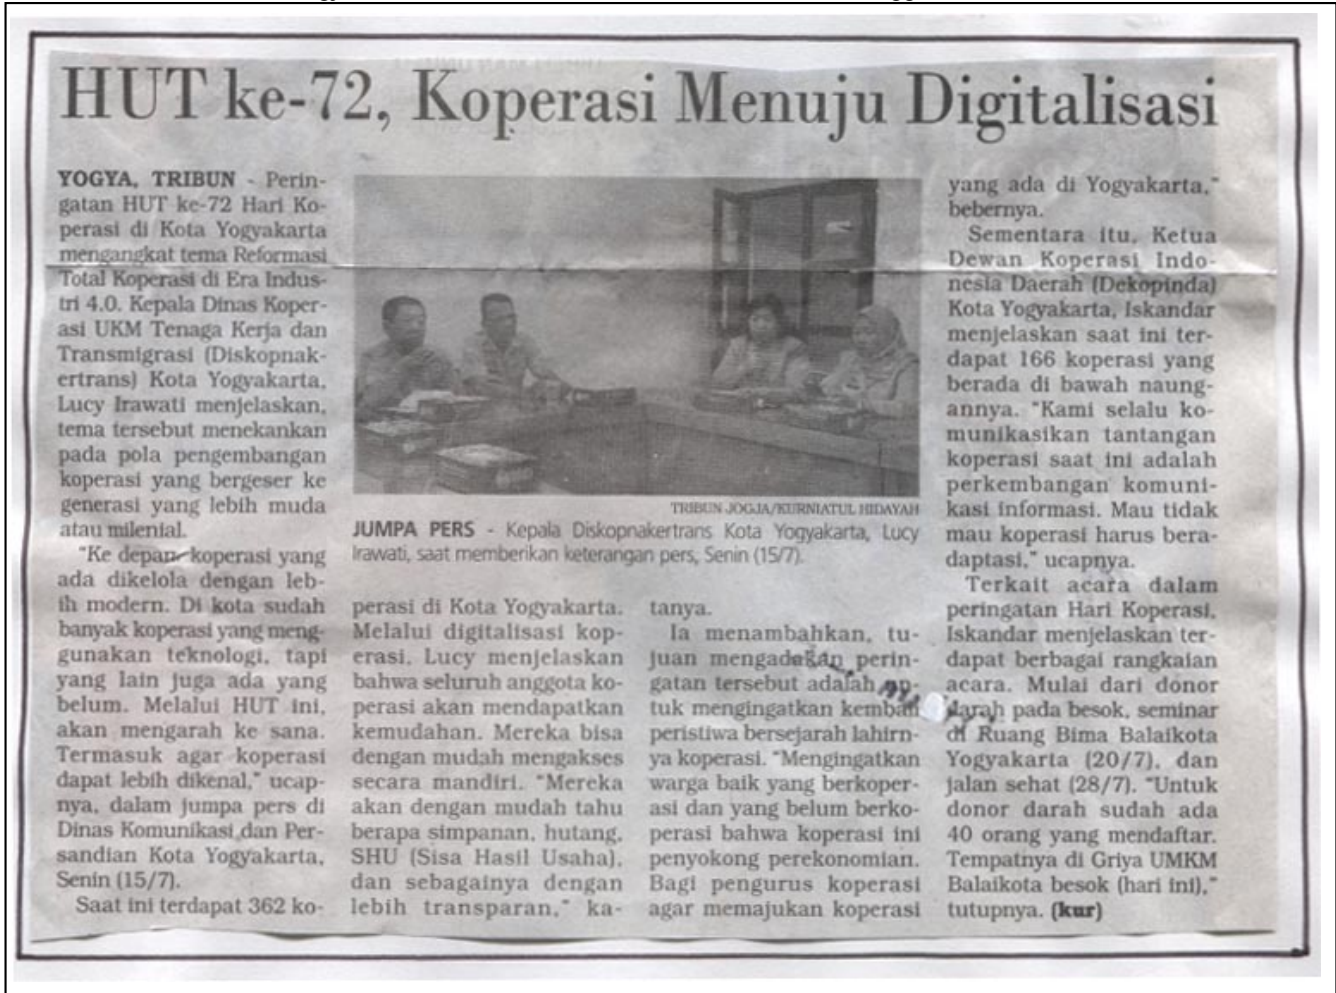 HUT ke-72, Koperasi Menuju Digitalisasi
YOGYA, TRIBUN - Perin-
gatan HUT ke-72 Hari Ko-
perasi di Kota Yogyakarta
mengangkat tema Reformasi
Total Koperasi di Era Indus-
tri 4.0. Kepala Dinas Koper-
asi UKM Tenaga Kerja dan
Transmigrasi (Diskopnak-
ertrans) Kota Yogyakarta,
Lucy Irawati menjelaskan,
tema tersebut menekankan
pada pola pengembangan
koperasi yang bergeser ke
generasi yang lebih muda
atau milenial.
"Ke depan koperasi yang
ada dikelola dengan leb-
ih modern. Di kota sudah
banyak koperasi yang meng-
gunakan teknologi, tapi
yang lain juga ada yang
belum. Melalui HUT ini,
akan mengarah ke sana.
Termasuk agar koperasi
dapat lebih dikenal," ucap-
nya, dalam jumpa pers di
Dinas Komunikasi dan Per-
sandian Kota Yogyakarta,
Senin (15/7).
Saat ini terdapat 362 ko-
TRIBUN JOGJA/KURNIATUL HIDAYAH
JUMPA PERS - Kepala Diskopnakertrans Kota Yogyakarta, Lucy
Irawati, saat memberikan keterangan pers, Senin (15/7).
perasi di Kota Yogyakarta.
Melalui digitalisasi kop-
erasi, Lucy menjelaskan
bahwa seluruh anggota ko-
perasi akan mendapatkan
kemudahan. Mereka bisa
dengan mudah mengakses
secara mandiri. "Mereka
akan dengan mudah tahu
berapa simpanan, hutang,
SHU (Sisa Hasil Usaha),
dan sebagainya dengan
lebih transparan," ka-
tanya.
Ia menambahkan, tu-
juan mengadakan perin-
gatan tersebut adalah un-
tuk mengingatkan kembali
peristiwa bersejarah lahirn-
ya koperasi. "Mengingatkan
warga baik yang berkoper-
asi dan yang belum berko-
perasi bahwa koperasi ini
penyokong perekonomian.
Bagi pengurus koperasi
agar memajukan koperasi
yang ada di Yogyakarta,"
bebernya.
Sementara itu, Ketua
Dewan Koperasi Indo-
nesia Daerah (Dekopinda)
Kota Yogyakarta, Iskandar
menjelaskan saat ini ter-
dapat 166 koperasi yang
berada di bawah naung-
annya. "Kami selalu ko-
munikasikan tantangan
koperasi saat ini adalah
perkembangan komuni-
kasi informasi. Mau tidak
mau koperasi harus bera-
daptasi," ucapnya.
Terkait acara dalam
peringatan Hari Koperasi,
Iskandar menjelaskan ter-
dapat berbagai rangkaian
acara. Mulai dari donor
darah pada besok, seminar
di Ruang Bima Balaikota
Yogyakarta (20/7), dan
jalan sehat (28/7). "Untuk
donor darah sudah ada
40 orang yang mendaftar.
Tempatnya di Griya UMKM
Balaikota besok (hari ini),"
tutupnya. (kur)